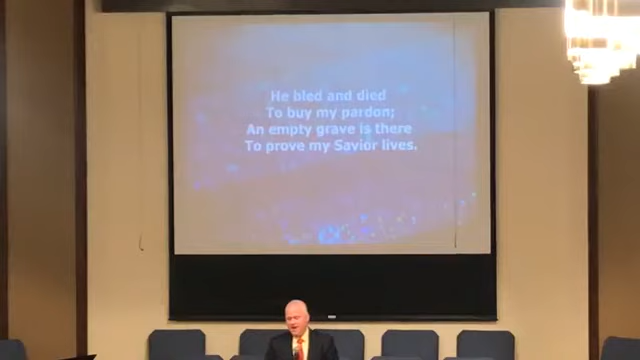 He bled and died
To buy my pardon;
An empty grave is there
To prove my Savior lives.